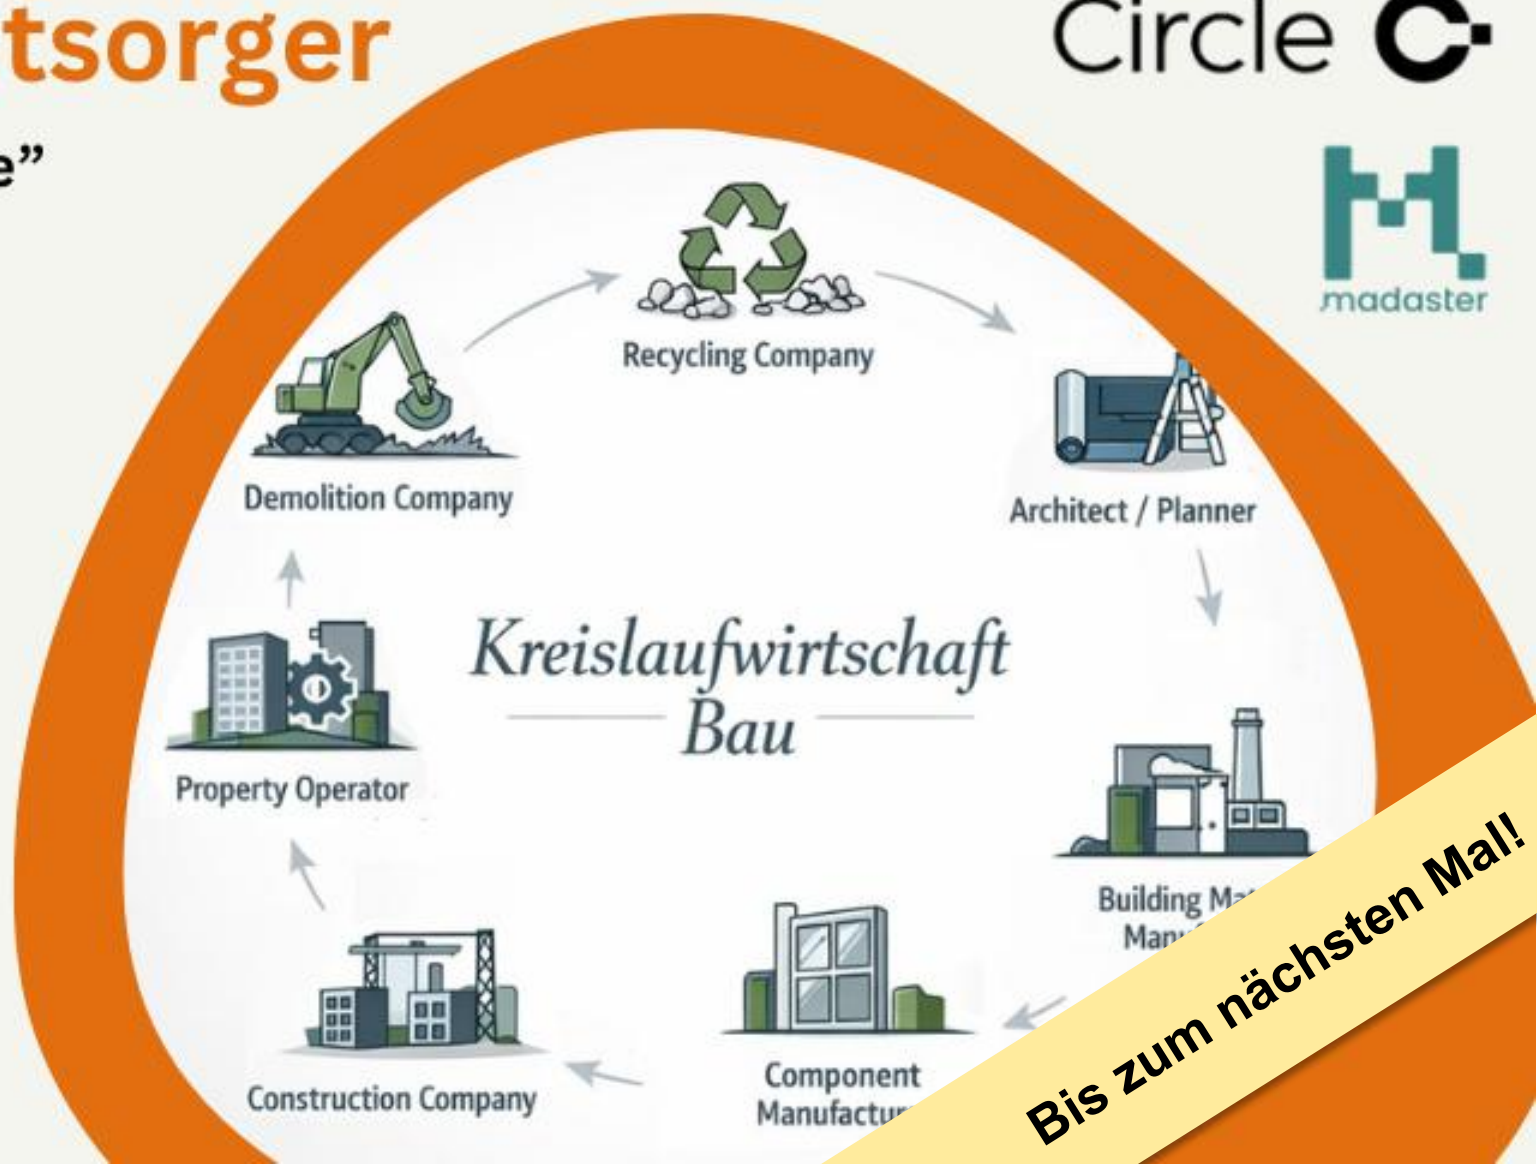 tsorger
Circle
e”
madaster
Recycling Company
Demolition Company
Architect / Planner
Kreislaufwirtschaft
Bau
Property Operator
Building
Component
Construction Company
Bis zum nächsten Mal!